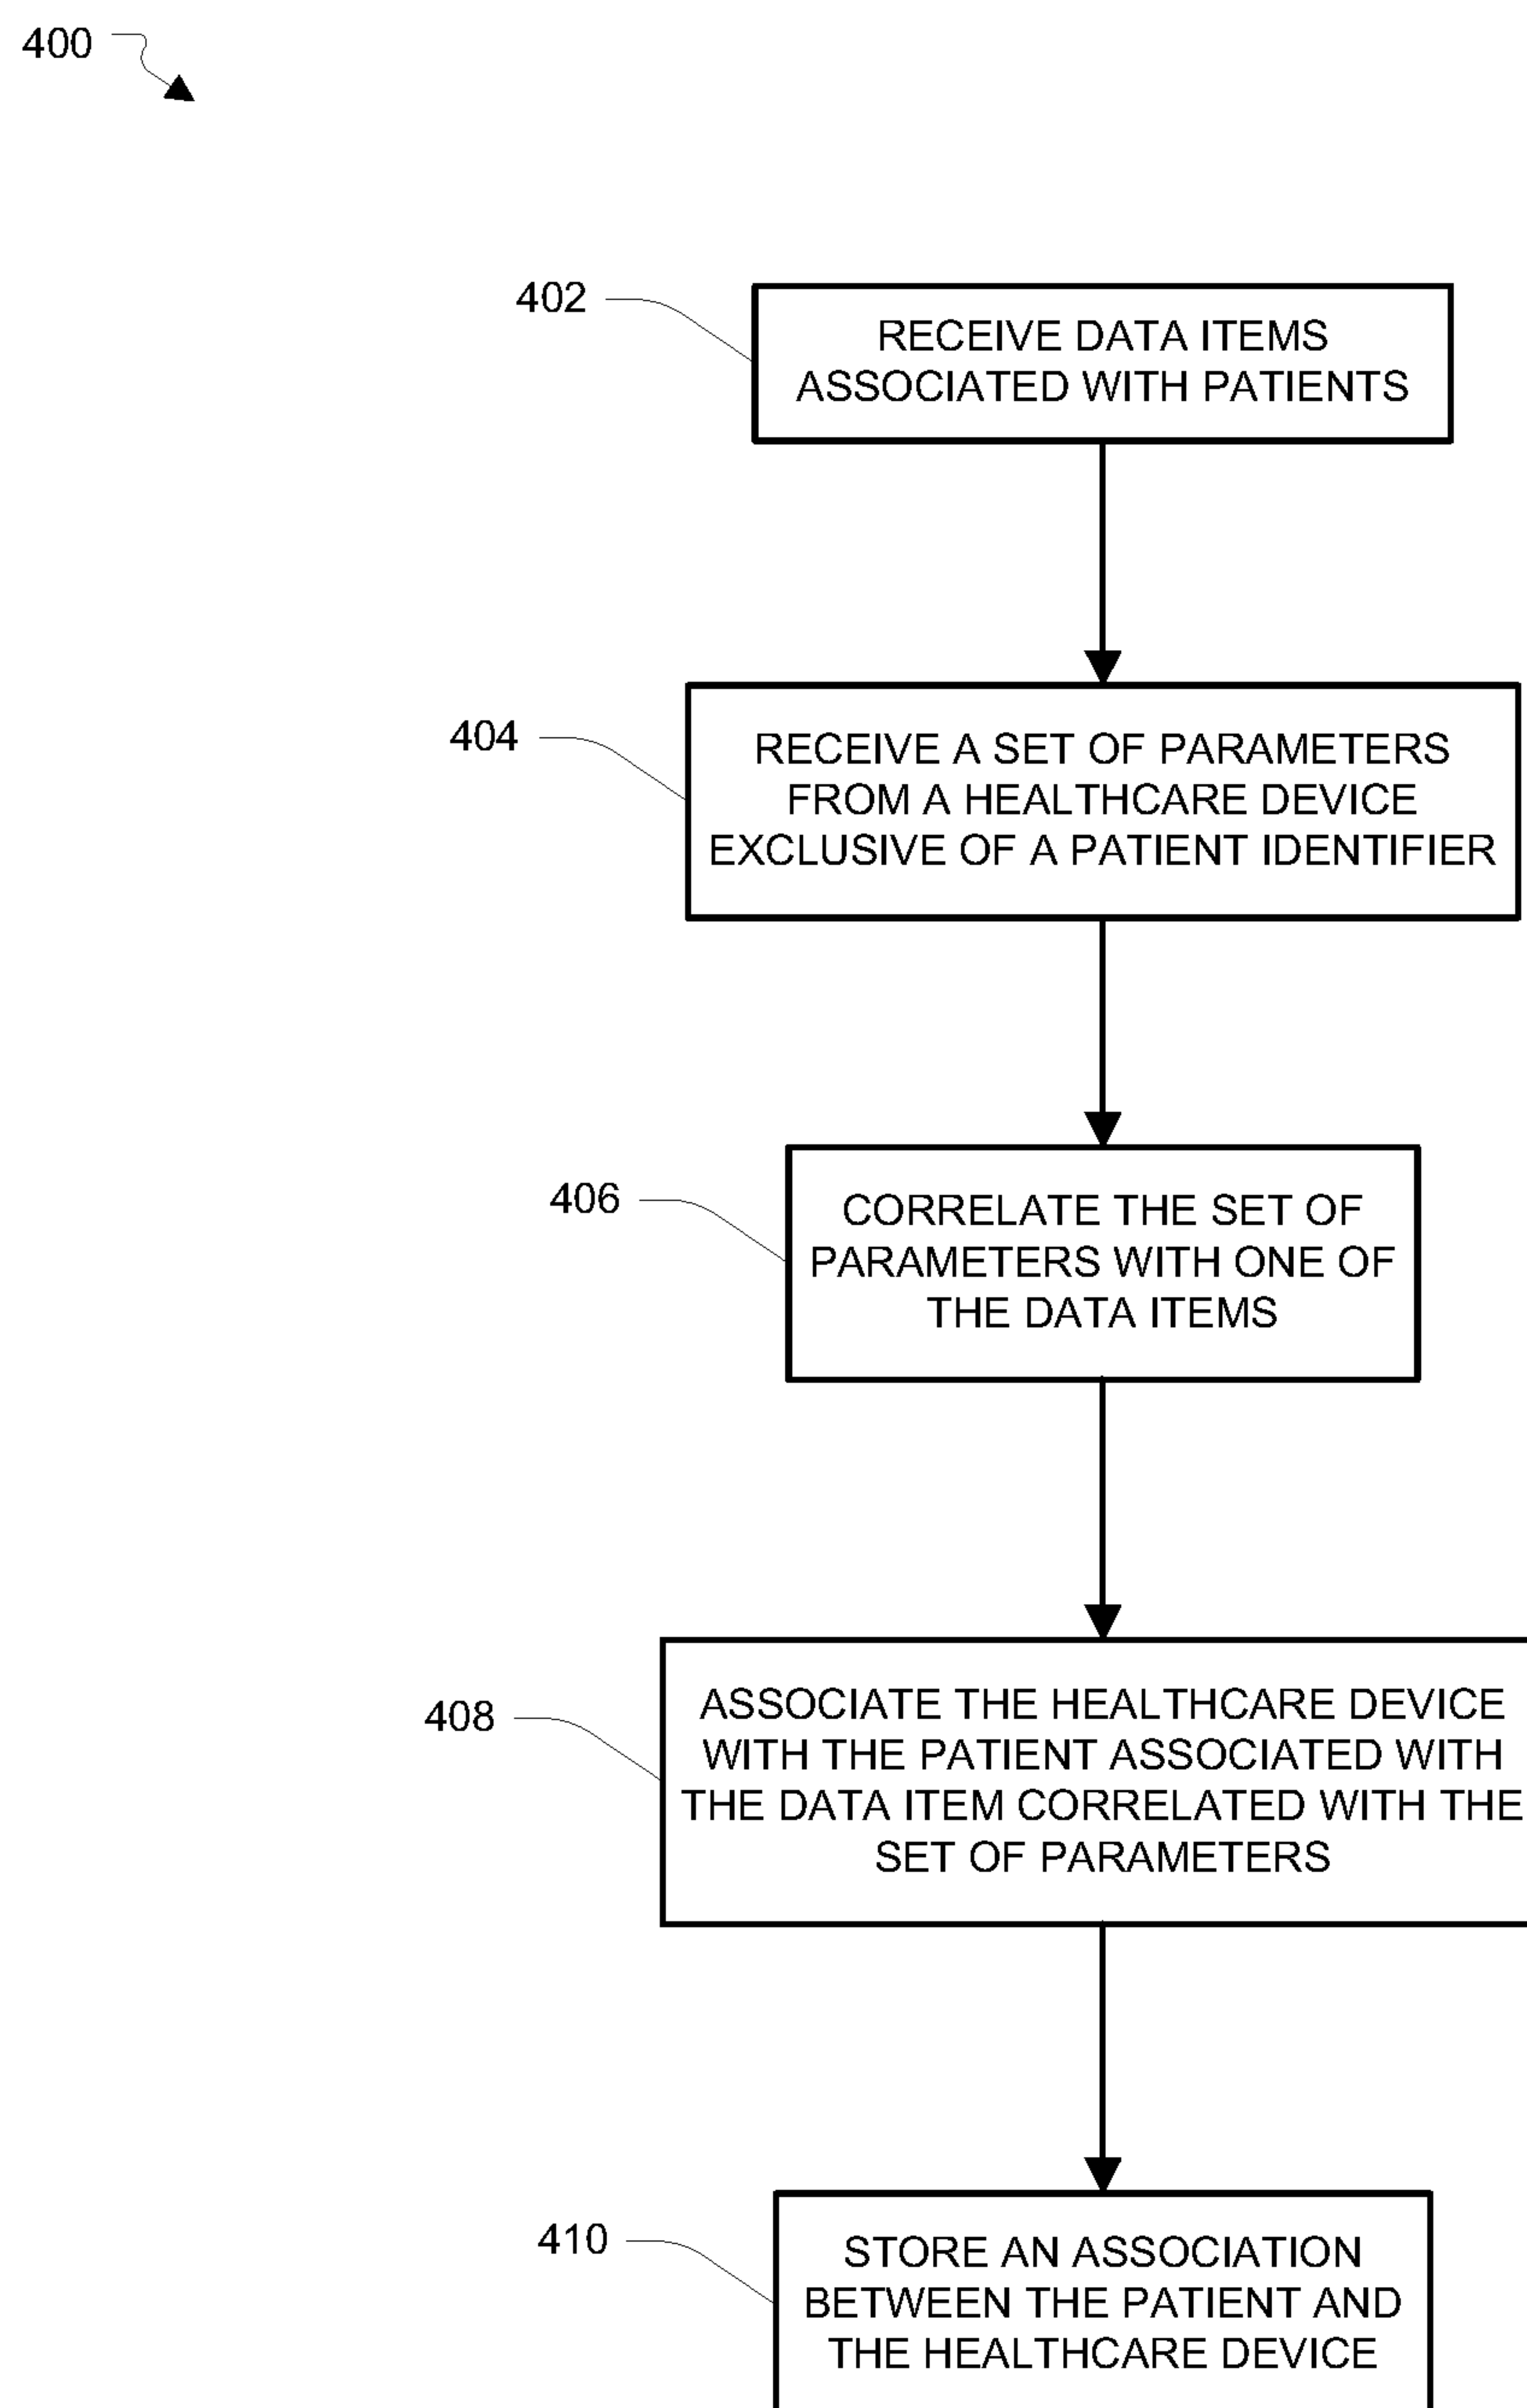 400
402
RECEIVE DATA ITEMS
ASSOCIATED WITH PATIENTS
404
RECEIVE A SET OF PARAMETERS
FROM A HEALTHCARE DEVICE
EXCLUSIVE OF A PATIENT IDENTIFIER
406
CORRELATE THE SET OF
PARAMETERS WITH ONE OF
THE DATA ITEMS
408
ASSOCIATE THE HEALTHCARE DEVICE
WITH THE PATIENT ASSOCIATED WITH
THE DATA ITEM CORRELATED WITH THE
SET OF PARAMETERS
410
STORE AN ASSOCIATION
BETWEEN THE PATIENT AND
THE HEALTHCARE DEVICE